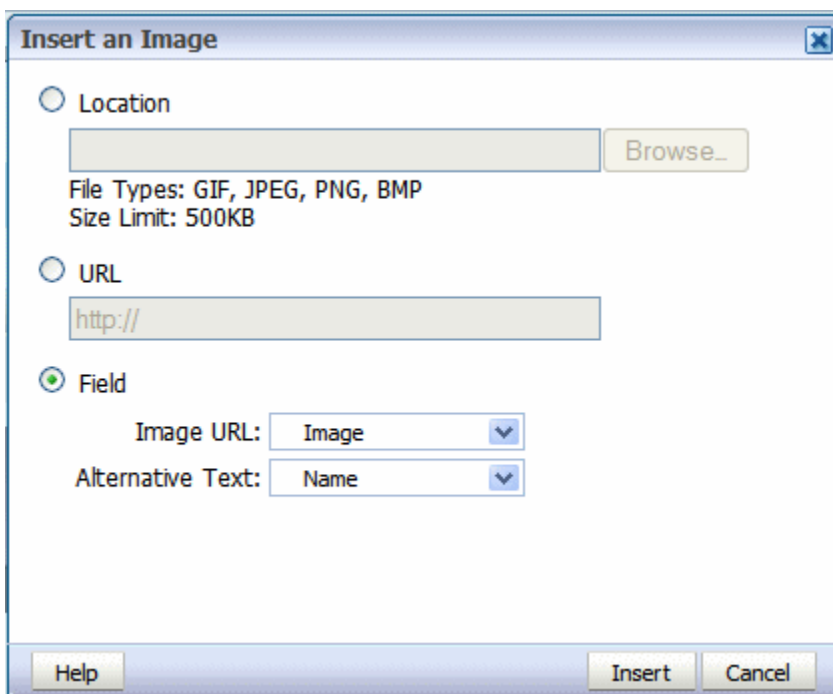 Insert an Image
Location
Browse...
File Types: GIF, JPEG, PNG, BMP
Size Limit: 500KB
URL
http://
Field
Image URL: Image
Alternative Text: Name
Help Insert Cancel